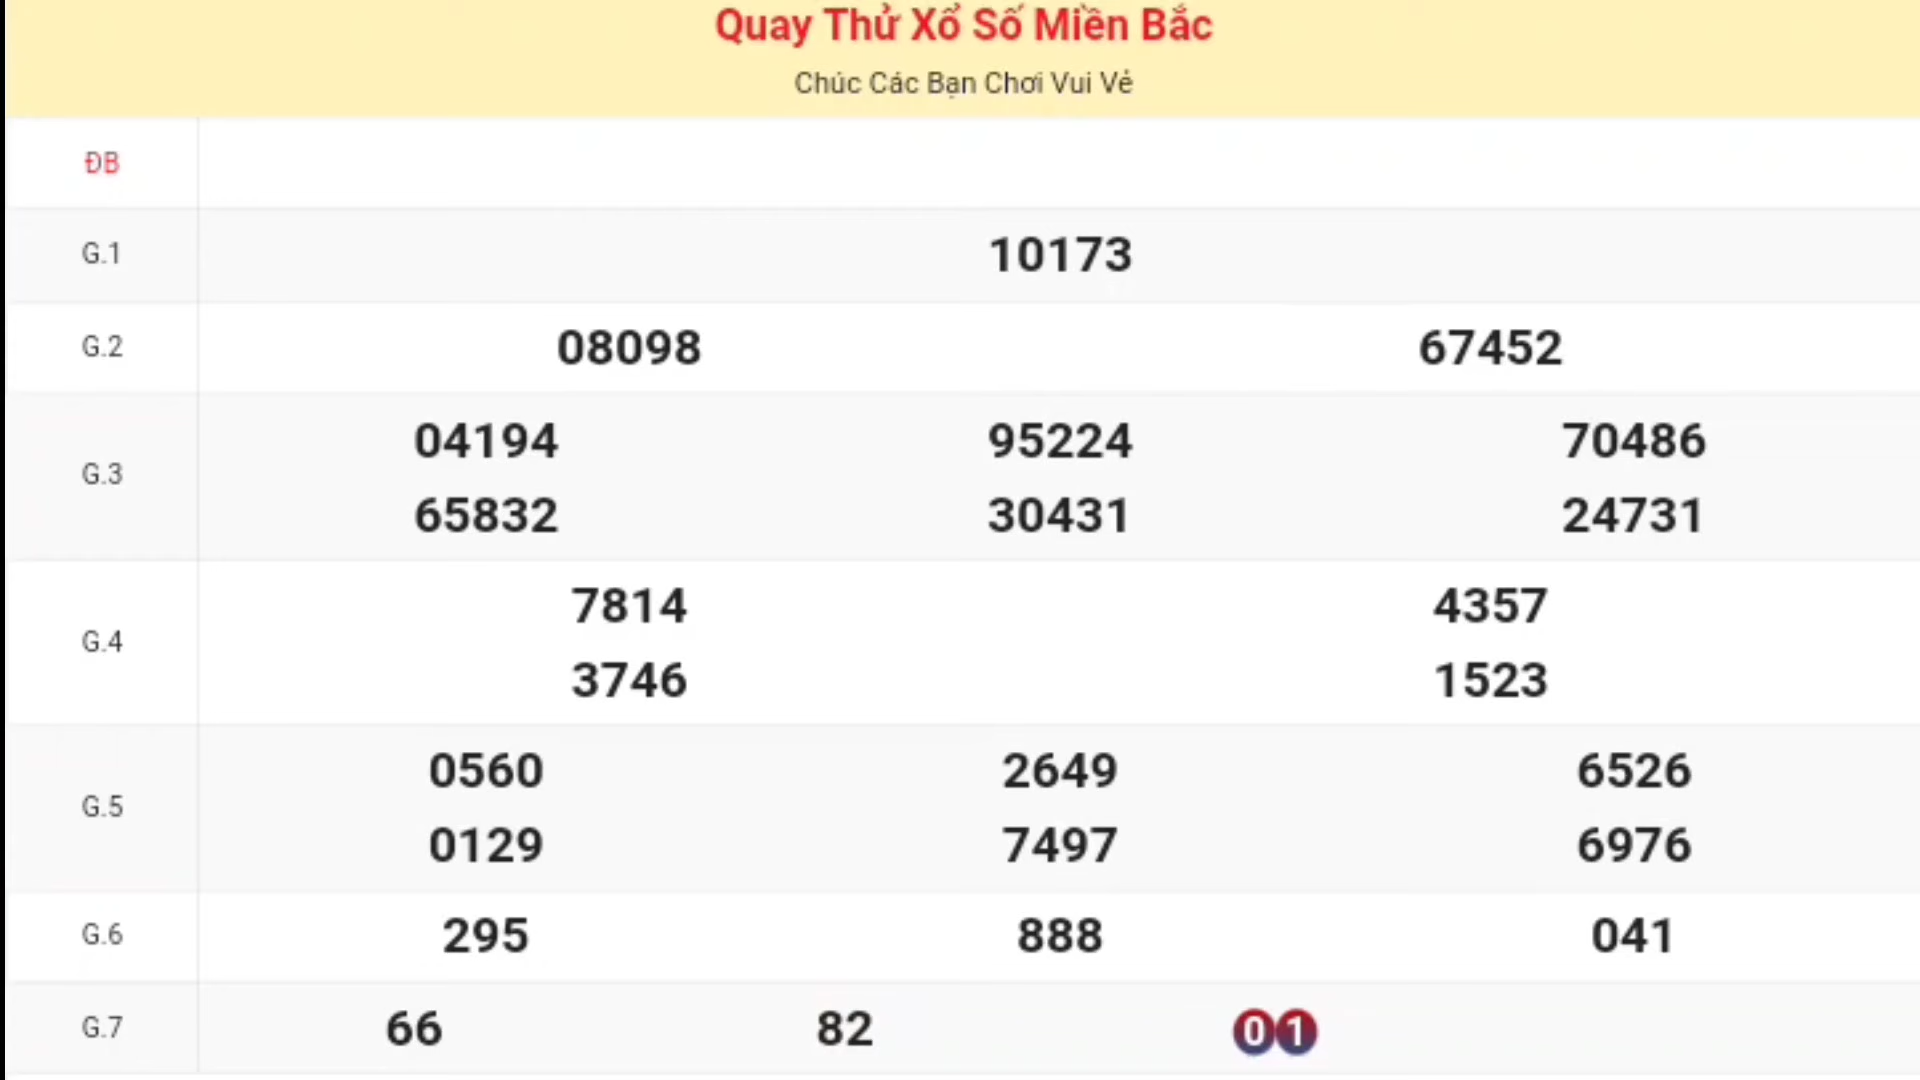 Quay Thử Xổ Số Miền Bắc
Chúc Các Bạn Chơi Vui Vẻ
ĐB
G.1 10173
G.2 08098 67452
G.3 04194 95224 70486
65832 30431 24731
G.4 7814 4357
3746 1523
G.5 0560 2649 6526
0129 7497 6976
G.6 295 888 041
G.7 66 82 01